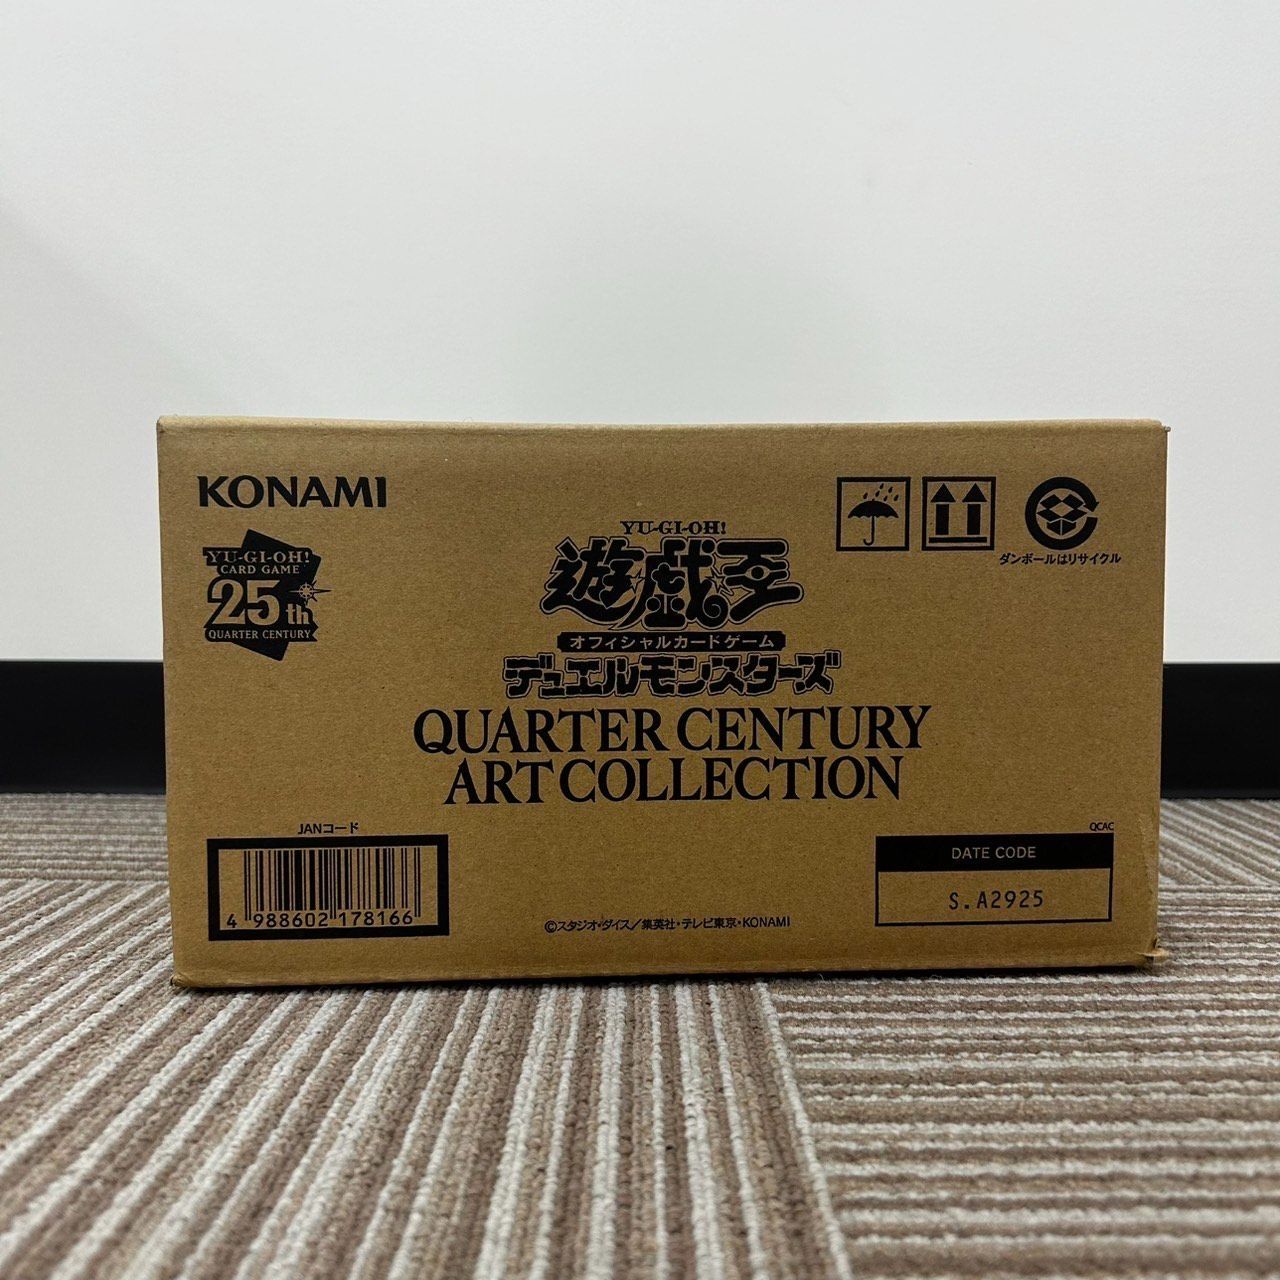 KONAMI
YU-GI-OH!
CARD GAME
25th
QUARTER CENTURY
YU-GI-OH!
遊戯王
オフィシャルカードゲーム
デュエルモンスターズ
QUARTER CENTURY
ART COLLECTION
ダンボールはリサイクル
JANコード
4 988602 178166
©スタジオ・ダイス/集英社・テレビ東京・KONAMI
QCAC
DATE CODE
S.A2925